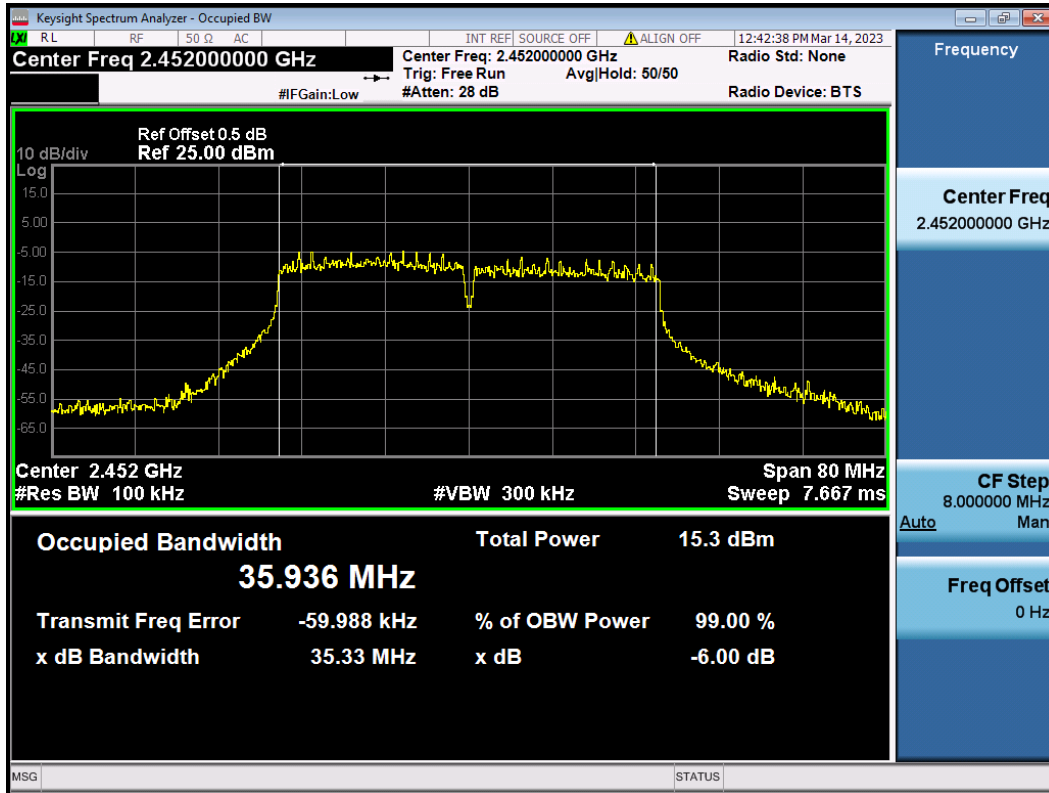 Keysight Spectrum Analyzer - Occupied BW
LXI RL RF 50 Ω AC INT REF SOURCE OFF ALIGN OFF 12:42:38 PM Mar 14, 2023
Center Freq 2.452000000 GHz
Center Freq: 2.452000000 GHz Radio Std: None
Trig: Free Run Avg|Hold: 50/50
#IFGain:Low #Atten: 28 dB Radio Device: BTS
Ref Offset 0.5 dB
10 dB/div Ref 25.00 dBm
Log
15.0
5.00
-5.00
-15.0
-25.0
-35.0
-45.0
-55.0
-65.0
Center 2.452 GHz Span 80 MHz
#Res BW 100 kHz #VBW 300 kHz Sweep 7.667 ms
Occupied Bandwidth Total Power 15.3 dBm
35.936 MHz
Transmit Freq Error -59.988 kHz % of OBW Power 99.00 %
x dB Bandwidth 35.33 MHz x dB -6.00 dB
MSG STATUS
Frequency
Center Freq
2.452000000 GHz
CF Step
8.000000 MHz
Auto Man
Freq Offset
0 Hz